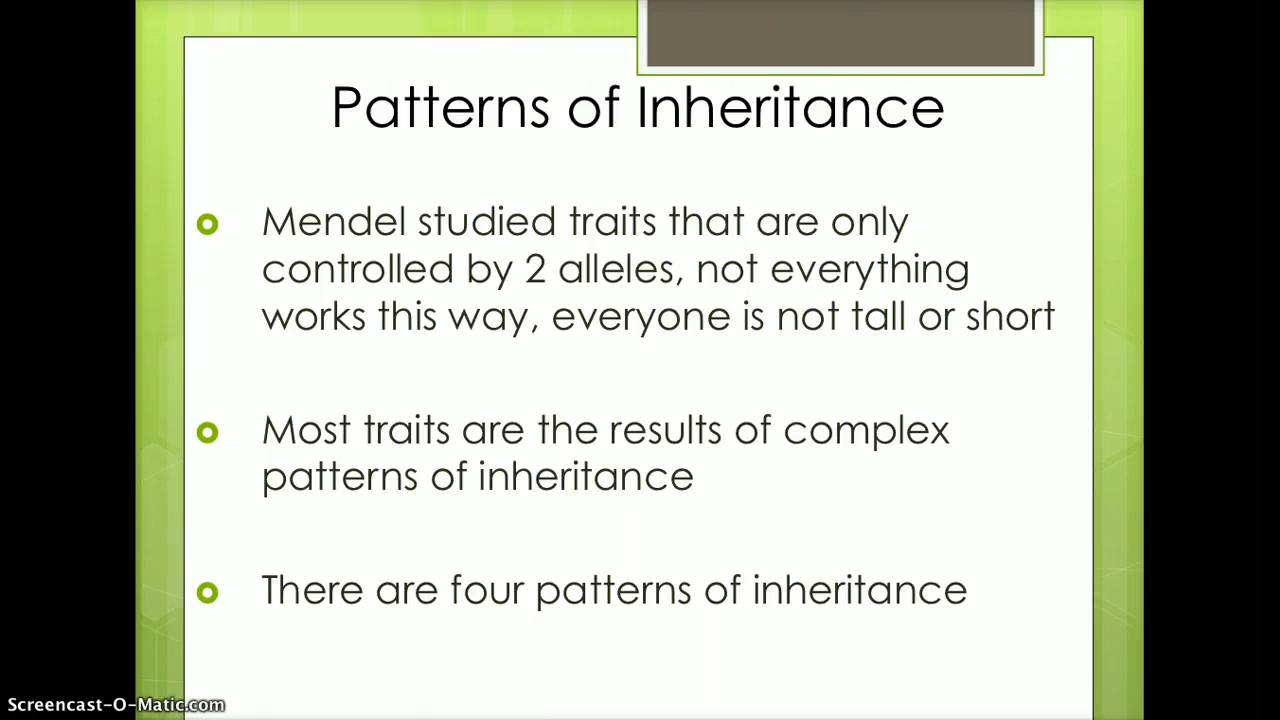 Patterns of Inheritance
Mendel studied traits that are only
controlled by 2 alleles, not everything
works this way, everyone is not tall or short
Most traits are the results of complex
patterns of inheritance
There are four patterns of inheritance
Screencast-O-Matic.com